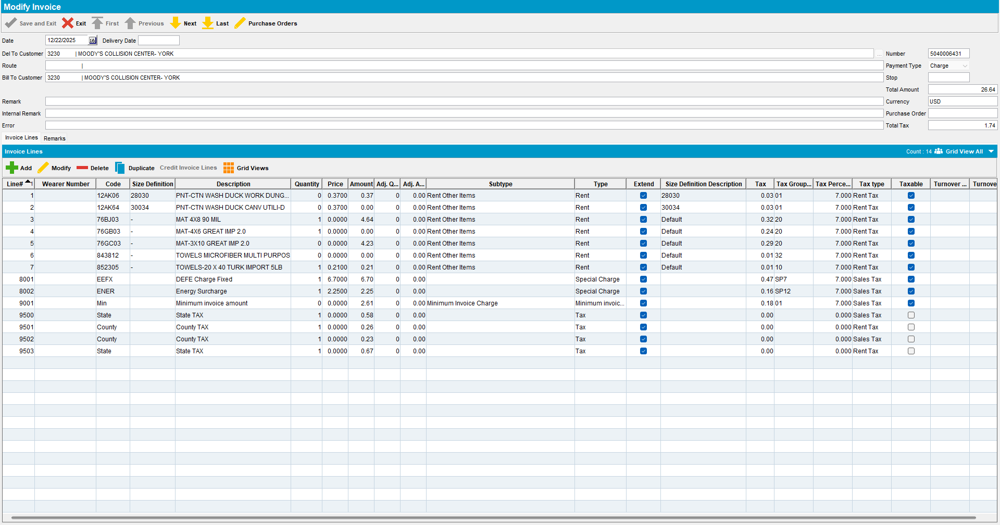 Modify Invoice
Save and Exit Exit First Previous Next Last Purchase Orders
Date 12/22/2025 16 Delivery Date
Del To Customer 3230 | MOODY'S COLLISION CENTER- YORK ... Number 5040006431
Route | Payment Type Charge
Bill To Customer 3230 | MOODY'S COLLISION CENTER- YORK Stop
Total Amount 26.64
Remark Currency USD
Internal Remark Purchase Order
Error Total Tax 1.74
Invoice Lines Remarks
Invoice Lines Count : 14 Grid View All
Add Modify Delete Duplicate Credit Invoice Lines Grid Views
Line# 1 Wearer Number Code Size Definition Description Quantity Price Amount Adj. Q... Adj. A... Subtype Type Extend Size Definition Description Tax Tax Group... Tax Perce... Tax type Taxable Turnover ... Turnove
1 12AK06 28030 PNT-CTN WASH DUCK WORK DUNG... 0 0.3700 0.37 0 0.00 Rent Other Items Rent 28030 0.03 01 7.000 Rent Tax
2 12AK64 30034 PNT-CTN WASH DUCK CANV UTILI-D 0 0.3700 0.00 0 0.00 Rent Other Items Rent 30034 0.03 01 7.000 Rent Tax
3 76BJ03 - MAT 4X8 90 MIL 1 0.0000 4.64 0 0.00 Rent Other Items Rent Default 0.32 20 7.000 Rent Tax
4 76GB03 - MAT-4X6 GREAT IMP 2.0 1 0.0000 0.00 0 0.00 Rent Other Items Rent Default 0.24 20 7.000 Rent Tax
5 76GC03 - MAT-3X10 GREAT IMP 2.0 0 0.0000 4.23 0 0.00 Rent Other Items Rent Default 0.29 20 7.000 Rent Tax
6 843812 - TOWELS MICROFIBER MULTI PURPOS 0 0.0000 0.00 0 0.00 Rent Other Items Rent Default 0.01 32 7.000 Rent Tax
7 852305 - TOWELS-20 X 40 TURK IMPORT 5LB 1 0.2100 0.21 0 0.00 Rent Other Items Rent Default 0.01 10 7.000 Rent Tax
8001 EEFX DEFE Charge Fixed 1 6.7000 6.70 0 0.00 Special Charge 0.47 SP7 7.000 Sales Tax
8002 ENER Energy Surcharge 1 2.2500 2.25 0 0.00 Special Charge 0.16 SP12 7.000 Sales Tax
9001 Min Minimum invoice amount 0 0.0000 2.61 0 0.00 Minimum Invoice Charge Minimum invoic... 0.18 01 7.000 Sales Tax
9500 State State TAX 1 0.0000 0.58 0 0.00 Tax 0.00 0.000 Sales Tax
9501 County County TAX 1 0.0000 0.26 0 0.00 Tax 0.00 0.000 Rent Tax
9502 County County TAX 1 0.0000 0.23 0 0.00 Tax 0.00 0.000 Sales Tax
9503 State State TAX 1 0.0000 0.67 0 0.00 Tax 0.00 0.000 Rent Tax